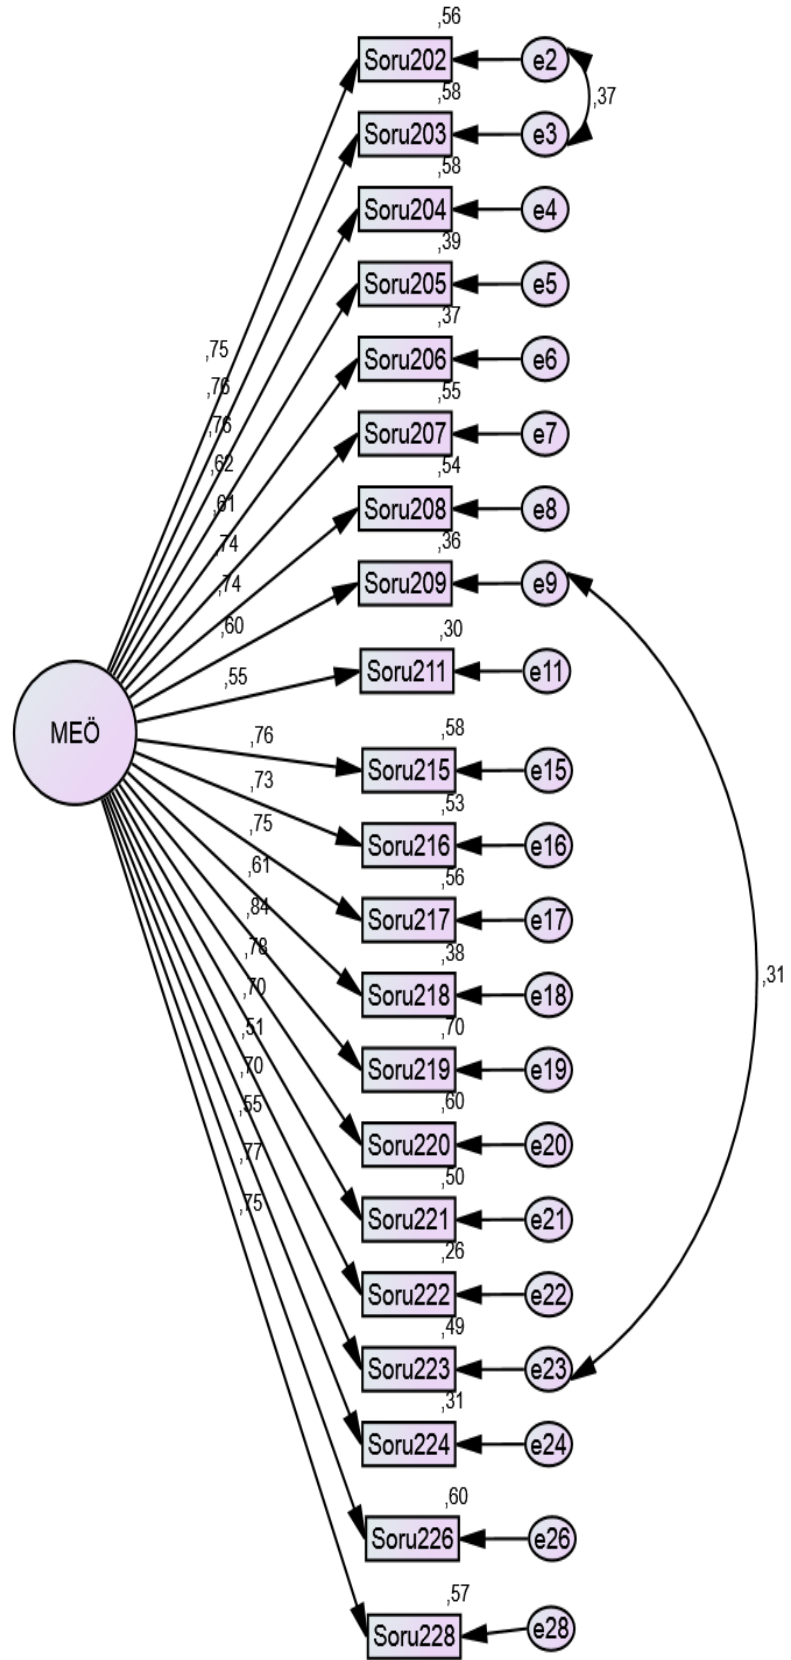 ,56
Soru202
e2
,58
,37
Soru203
e3
,58
Soru204
e4
,39
Soru205
e5
,37
,75
Soru206
e6
,76
,55
,76
Soru207
e7
,62
,54
,61
Soru208
e8
,74
,36
,74
Soru209
e9
,60
,30
,55
Soru211
e11
MEÖ
,58
,76
Soru215
e15
,73
,53
,75
Soru216
e16
,61
,56
,84
Soru217
e17
,78
,38
,31
,70
Soru218
e18
,51
,70
,70
Soru219
e19
,55
,60
,77
Soru220
e20
,75
,50
Soru221
e21
,26
Soru222
e22
,49
Soru223
e23
,31
Soru224
e24
,60
Soru226
e26
,57
Soru228
e28